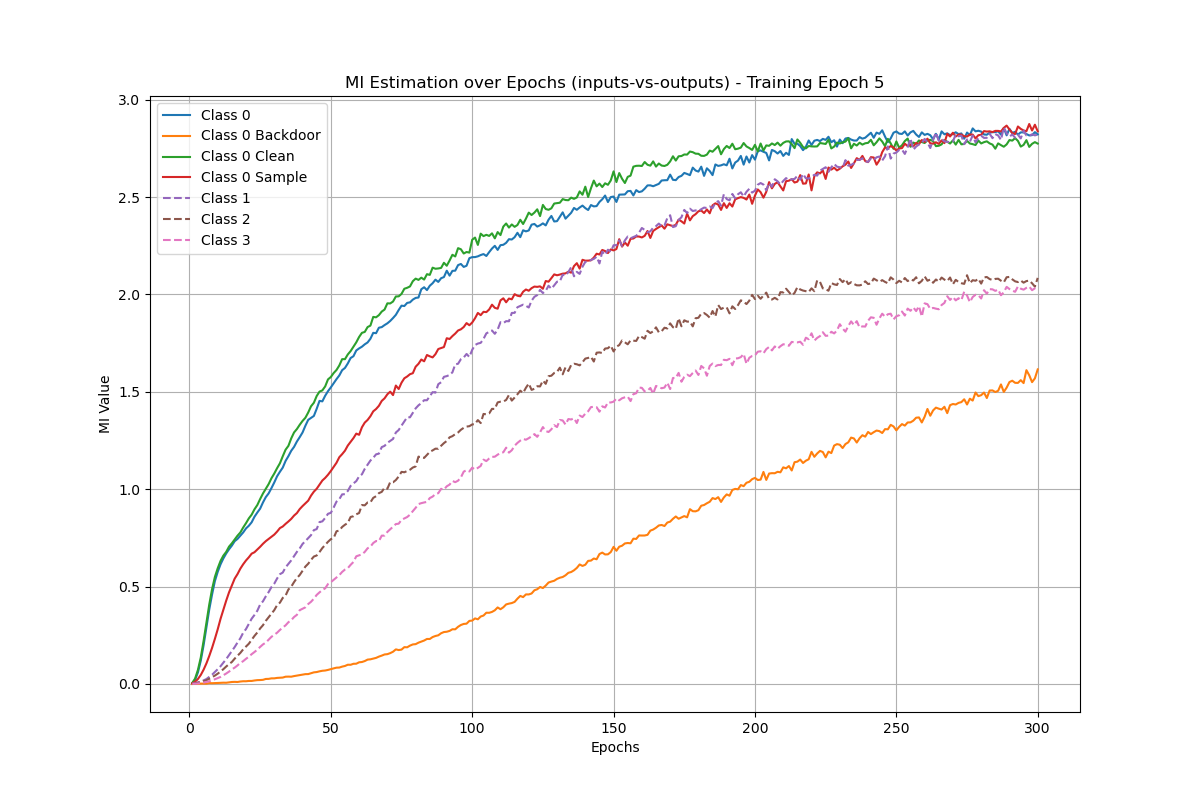 MI Estimation over Epochs (inputs-vs-outputs) - Training Epoch 5
3.0
2.5
2.0
1.5
1.0
0.5
0.0
MI Value
Class 0
Class 0 Backdoor
Class 0 Clean
Class 0 Sample
Class 1
Class 2
Class 3
0 50 100 150 200 250 300
Epochs